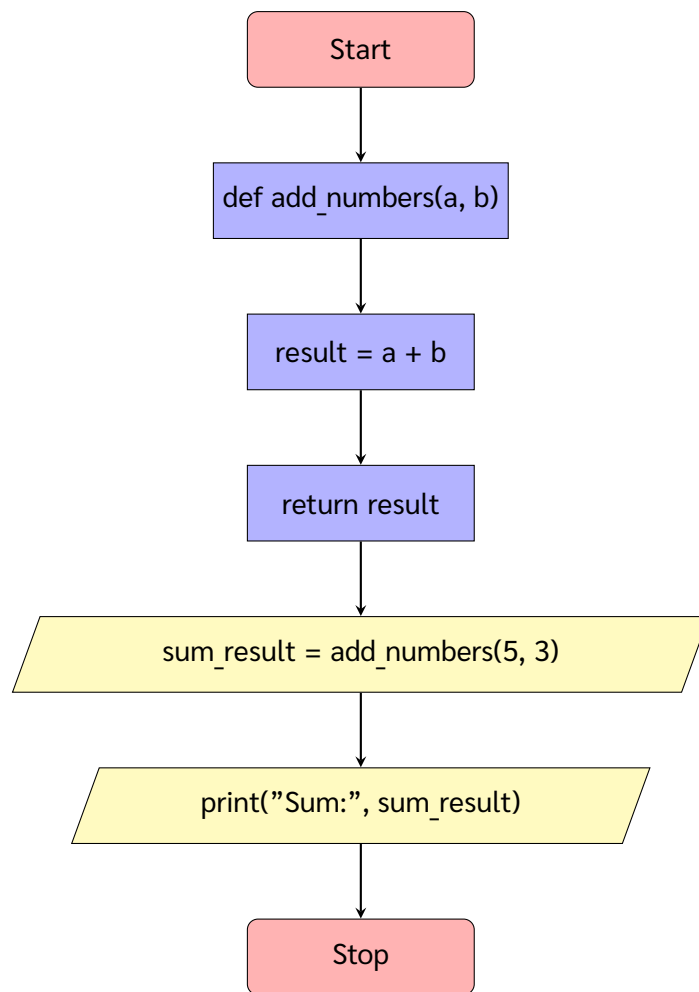 Start
def add_numbers(a, b)
result = a + b
return result
sum_result = add_numbers(5, 3)
print(”Sum:”, sum_result)
Stop